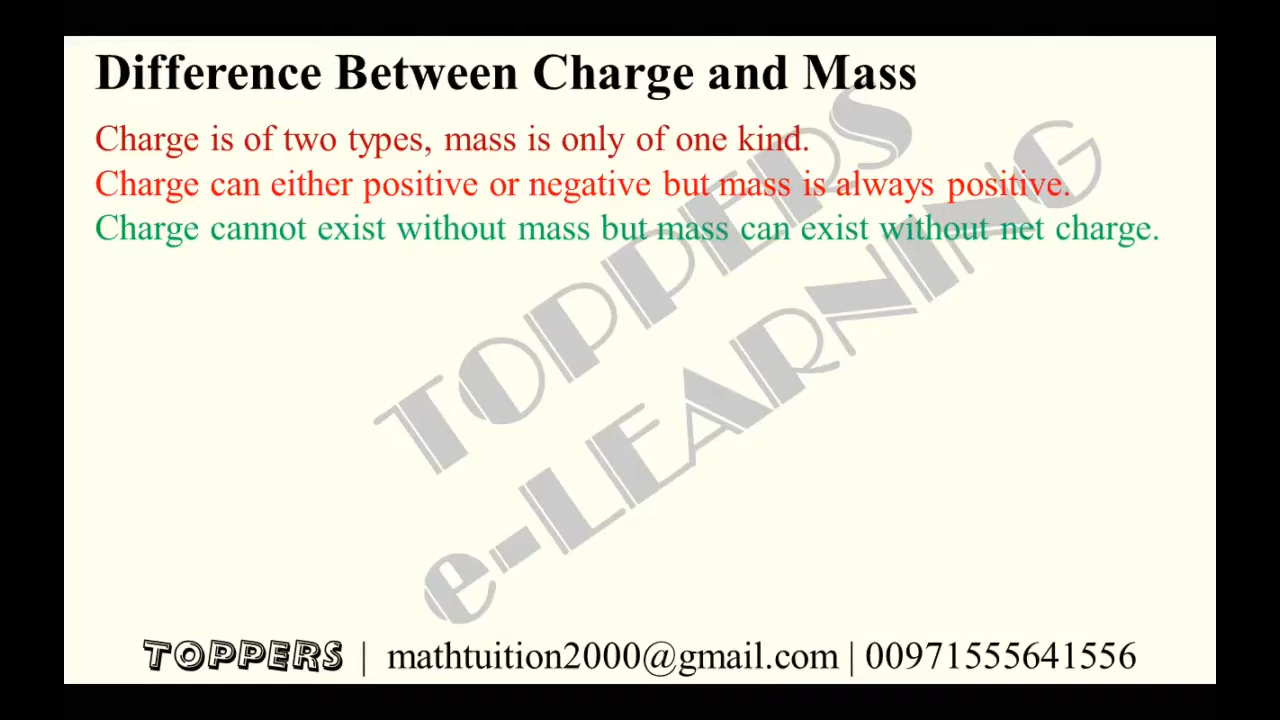 Difference Between Charge and Mass
Charge is of two types, mass is only of one kind.
Charge can either positive or negative but mass is always positive.
Charge cannot exist without mass but mass can exist without net charge.
TOPPERS
e-LEARNING
TOPPERS | mathtuition2000@gmail.com | 00971555641556